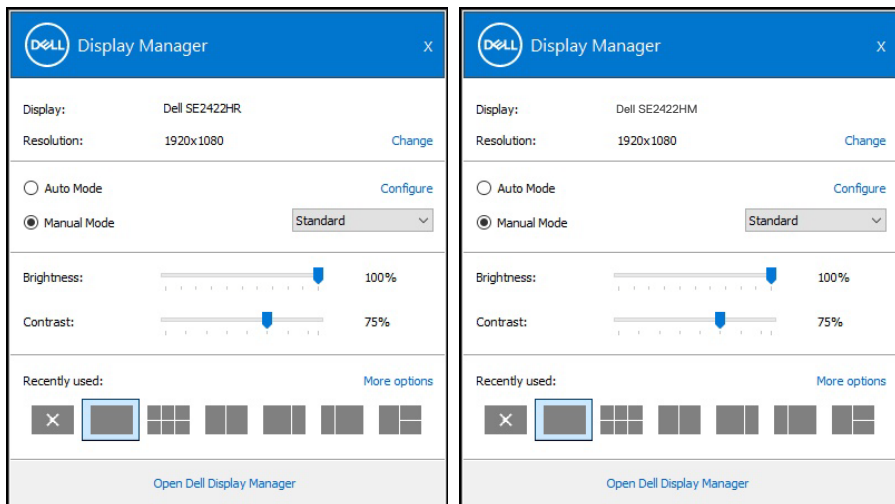 DELL Display Manager X
Display: Dell SE2422HR
Resolution: 1920x1080 Change
Auto Mode Configure
Manual Mode Standard
Brightness: 100%
Contrast: 75%
Recently used: More options
Open Dell Display Manager
DELL Display Manager X
Display: Dell SE2422HM
Resolution: 1920x1080 Change
Auto Mode Configure
Manual Mode Standard
Brightness: 100%
Contrast: 75%
Recently used: More options
Open Dell Display Manager